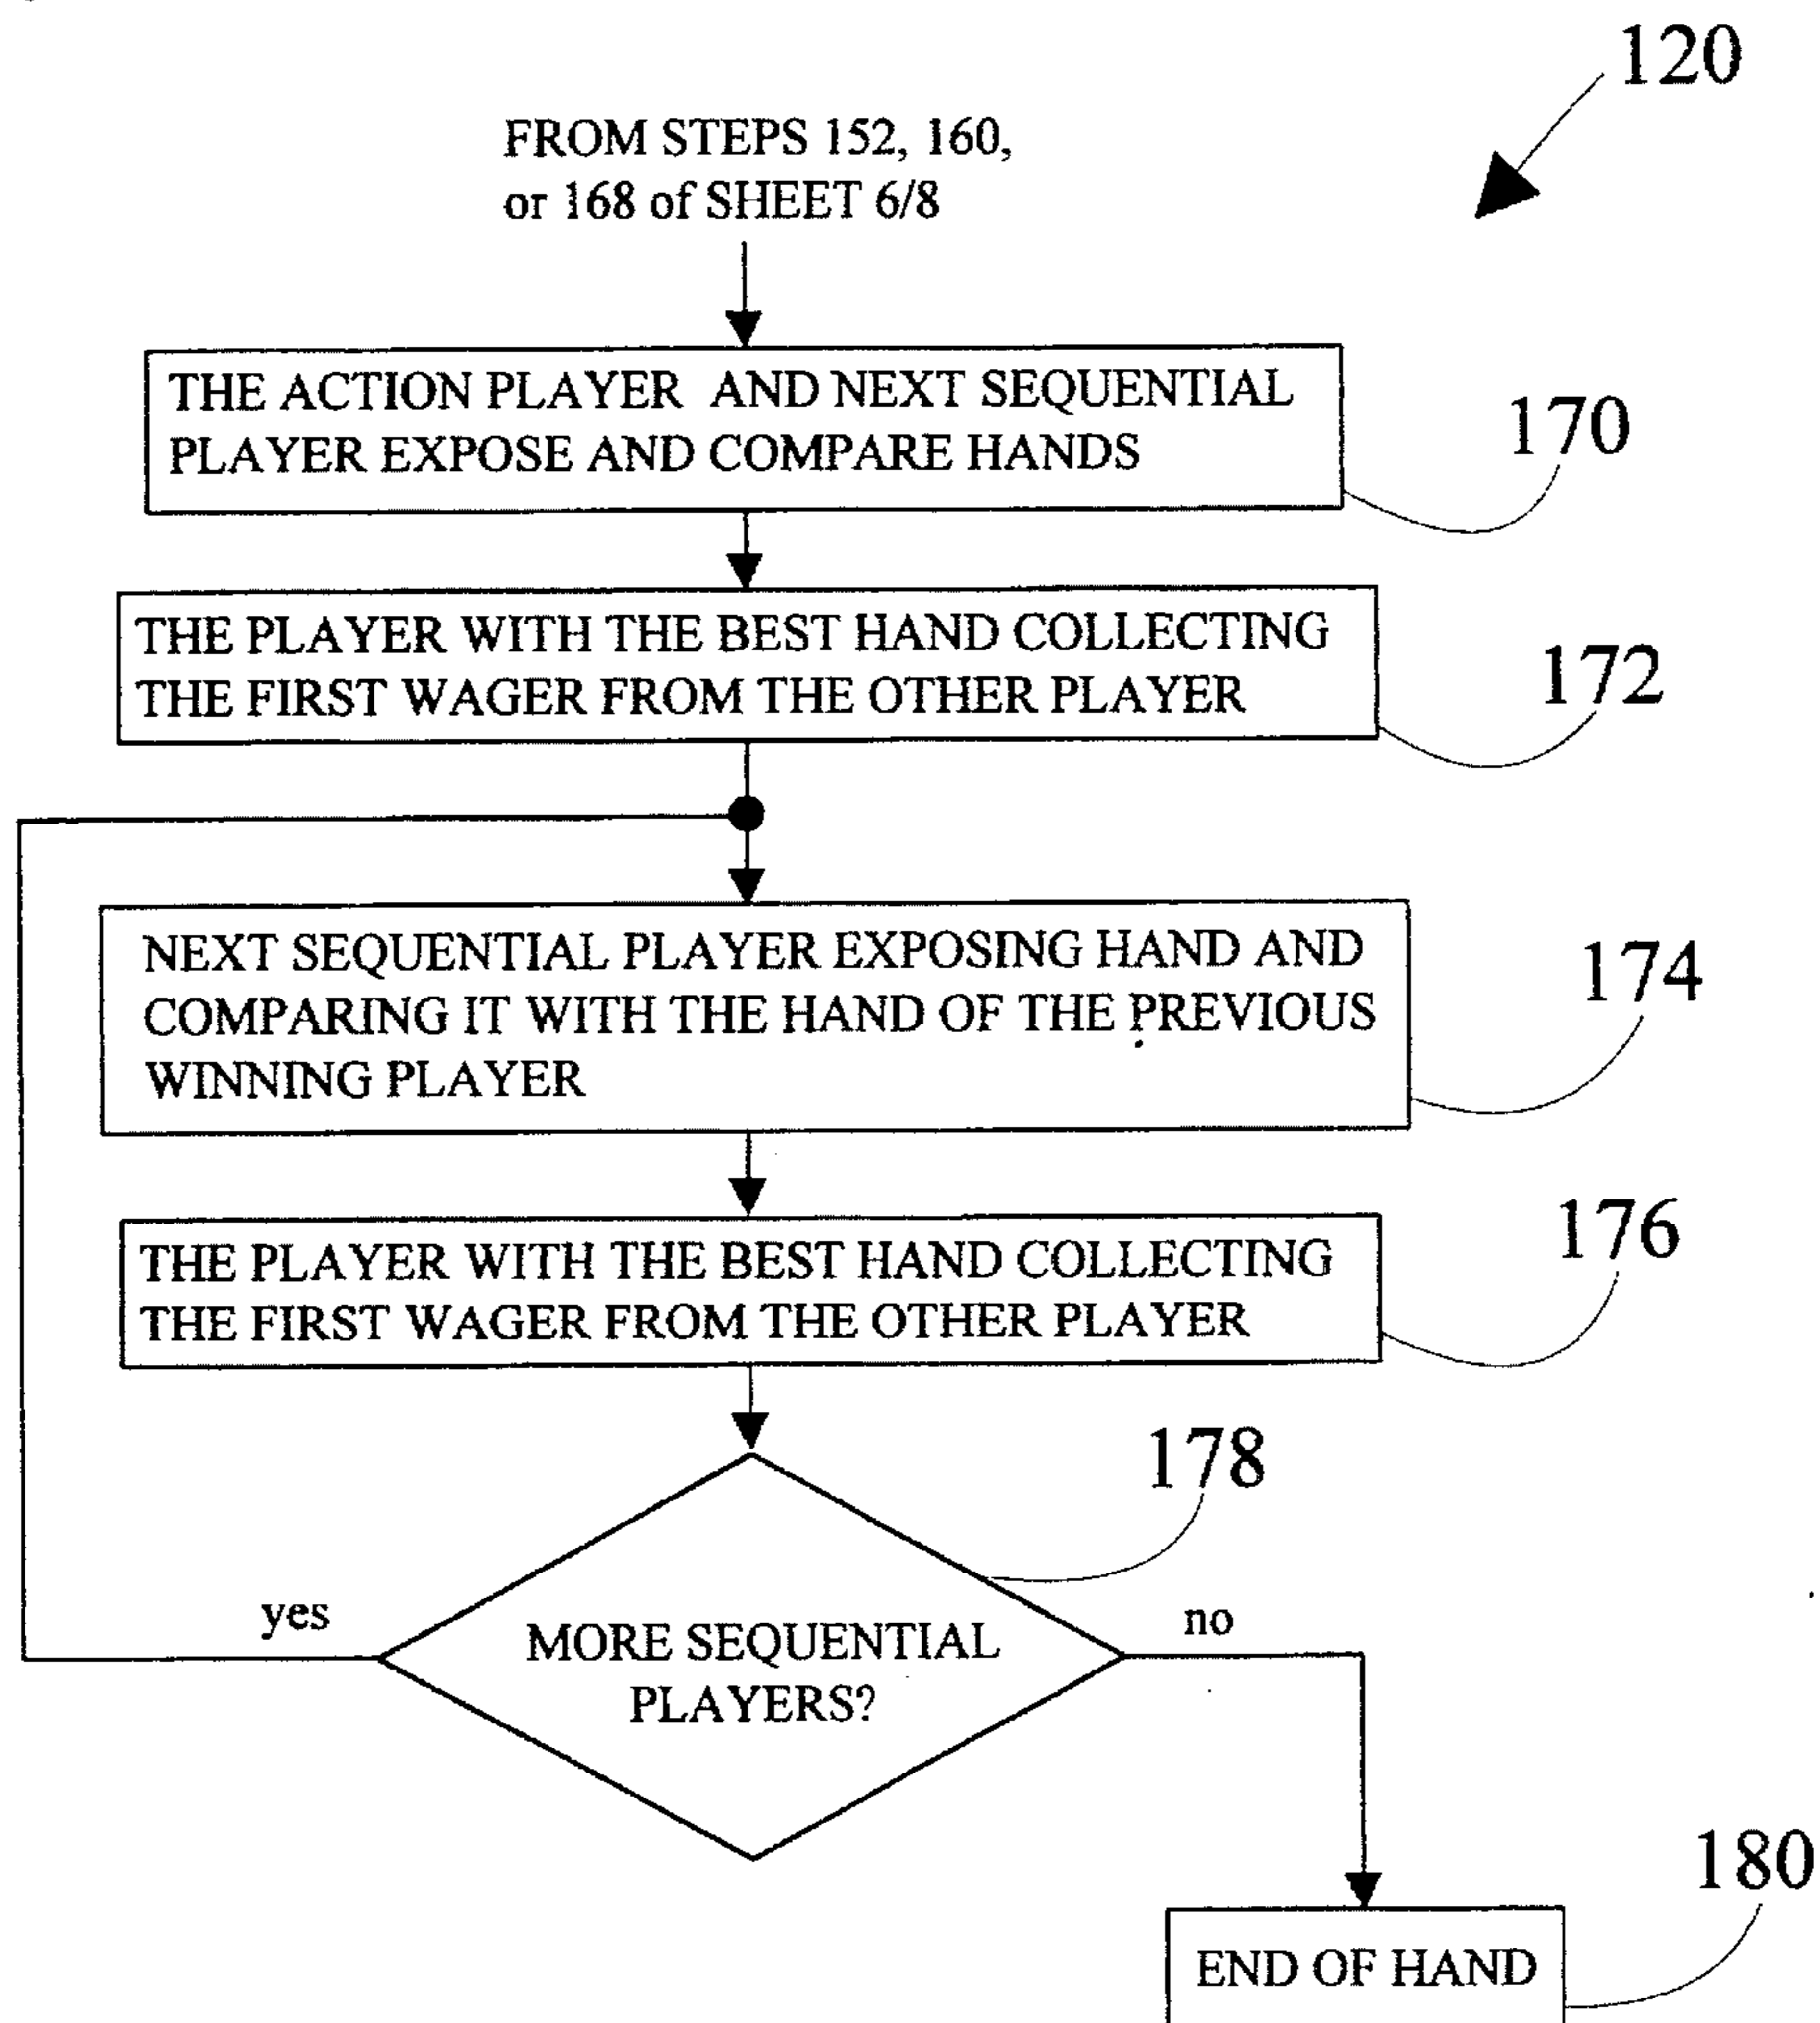 120
FROM STEPS 152, 160,
or 168 of SHEET 6/8
THE ACTION PLAYER AND NEXT SEQUENTIAL
PLAYER EXPOSE AND COMPARE HANDS
170
THE PLAYER WITH THE BEST HAND COLLECTING
THE FIRST WAGER FROM THE OTHER PLAYER
172
NEXT SEQUENTIAL PLAYER EXPOSING HAND AND
COMPARING IT WITH THE HAND OF THE PREVIOUS
WINNING PLAYER
174
THE PLAYER WITH THE BEST HAND COLLECTING
THE FIRST WAGER FROM THE OTHER PLAYER
176
178
yes
no
MORE SEQUENTIAL
PLAYERS?
180
END OF HAND